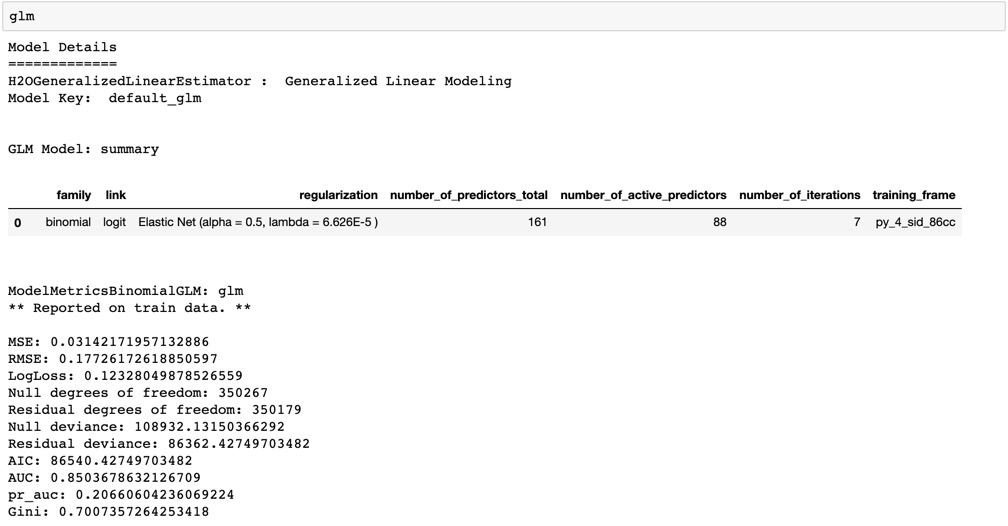 glm
Model Details
=============
H2OGeneralizedLinearEstimator :  Generalized Linear Modeling
Model Key:  default_glm
GLM Model: summary
family link regularization number_of_predictors_total number_of_active_predictors number_of_iterations training_frame
0 binomial logit Elastic Net (alpha = 0.5, lambda = 6.626E-5 ) 161 88 7 py_4_sid_86cc
ModelMetricsBinomialGLM: glm
** Reported on train data. **
MSE: 0.03142171957132886
RMSE: 0.17726172618850597
LogLoss: 0.12328049878526559
Null degrees of freedom: 350267
Residual degrees of freedom: 350179
Null deviance: 108932.13150366292
Residual deviance: 86362.42749703482
AIC: 86540.42749703482
AUC: 0.8503678632126709
pr_auc: 0.20660604236069224
Gini: 0.7007357264253418